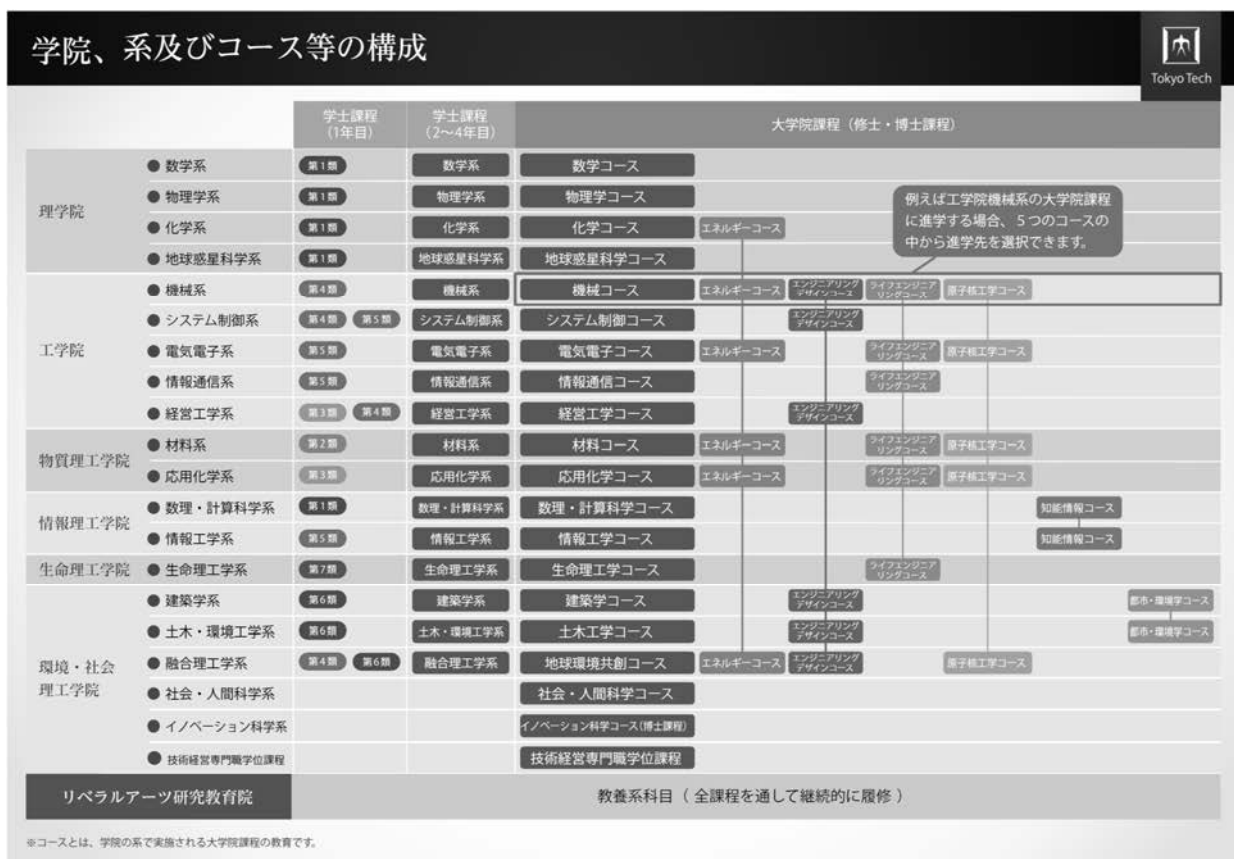 学院、系及びコース等の構成
Tokyo Tech
学士課程
(1年目)
学士課程
(2〜4年目)
大学院課程（修士・博士課程）
例えば工学院機械系の大学院課程
に進学する場合、５つのコースの
中から進学先を選択できます。
理学院
● 数学系 第1類 数学系 数学コース
● 物理学系 第1類 物理学系 物理学コース
● 化学系 第1類 化学系 化学コース エネルギーコース
● 地球惑星科学系 第1類 地球惑星科学系 地球惑星科学コース
工学院
● 機械系 第4類 機械系 機械コース エネルギーコース エンジニアリングデザインコース ライフエンジニアリングコース 原子核工学コース
● システム制御系 第4類 第5類 システム制御系 システム制御コース エンジニアリングデザインコース
● 電気電子系 第5類 電気電子系 電気電子コース エネルギーコース ライフエンジニアリングコース 原子核工学コース
● 情報通信系 第5類 情報通信系 情報通信コース ライフエンジニアリングコース
● 経営工学系 第3類 第4類 経営工学系 経営工学コース エンジニアリングデザインコース
物質理工学院
● 材料系 第2類 材料系 材料コース エネルギーコース ライフエンジニアリングコース 原子核工学コース
● 応用化学系 第3類 応用化学系 応用化学コース エネルギーコース ライフエンジニアリングコース 原子核工学コース
情報理工学院
● 数理・計算科学系 第1類 数理・計算科学系 数理・計算科学コース 知能情報コース
● 情報工学系 第5類 情報工学系 情報工学コース 知能情報コース
生命理工学院
● 生命理工学系 第7類 生命理工学系 生命理工学コース ライフエンジニアリングコース
環境・社会
理工学院
● 建築学系 第6類 建築学系 建築学コース エンジニアリングデザインコース 都市・環境学コース
● 土木・環境工学系 第6類 土木・環境工学系 土木工学コース エンジニアリングデザインコース 都市・環境学コース
● 融合理工学系 第4類 第6類 融合理工学系 地球環境共創コース エネルギーコース エンジニアリングデザインコース 原子核工学コース
● 社会・人間科学系 社会・人間科学コース
● イノベーション科学系 イノベーション科学コース(博士課程)
● 技術経営専門職学位課程 技術経営専門職学位課程
リベラルアーツ研究教育院 教養系科目（ 全課程を通して継続的に履修 ）
※コースとは、学院の系で実施される大学院課程の教育です。